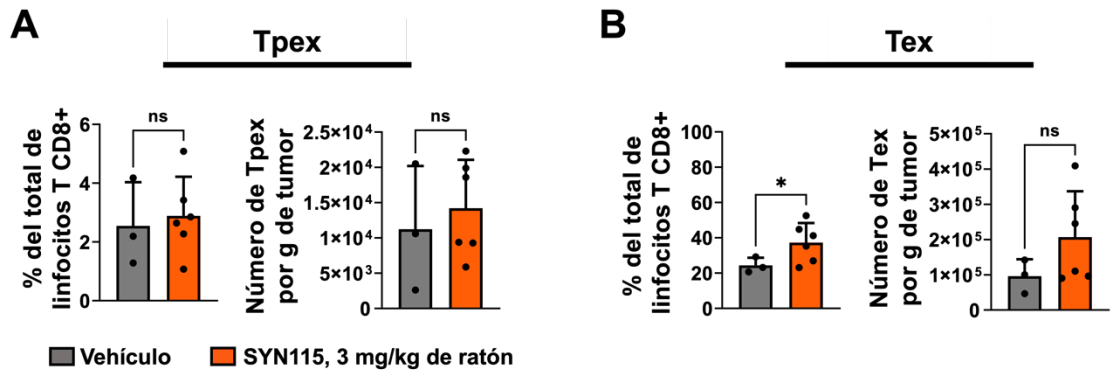 A
Tpex
% del total de
linfocitos T CD8+
6
4
2
0
ns
Número de Tpex
por g de tumor
2.5×10⁴
2×10⁴
1.5×10⁴
1×10⁴
5×10³
0
ns
B
Tex
% del total de
linfocitos T CD8+
100
80
60
40
20
0
*
Número de Tex
por g de tumor
5×10⁵
4×10⁵
3×10⁵
2×10⁵
1×10⁵
0
ns
Vehículo
SYN115, 3 mg/kg de ratón